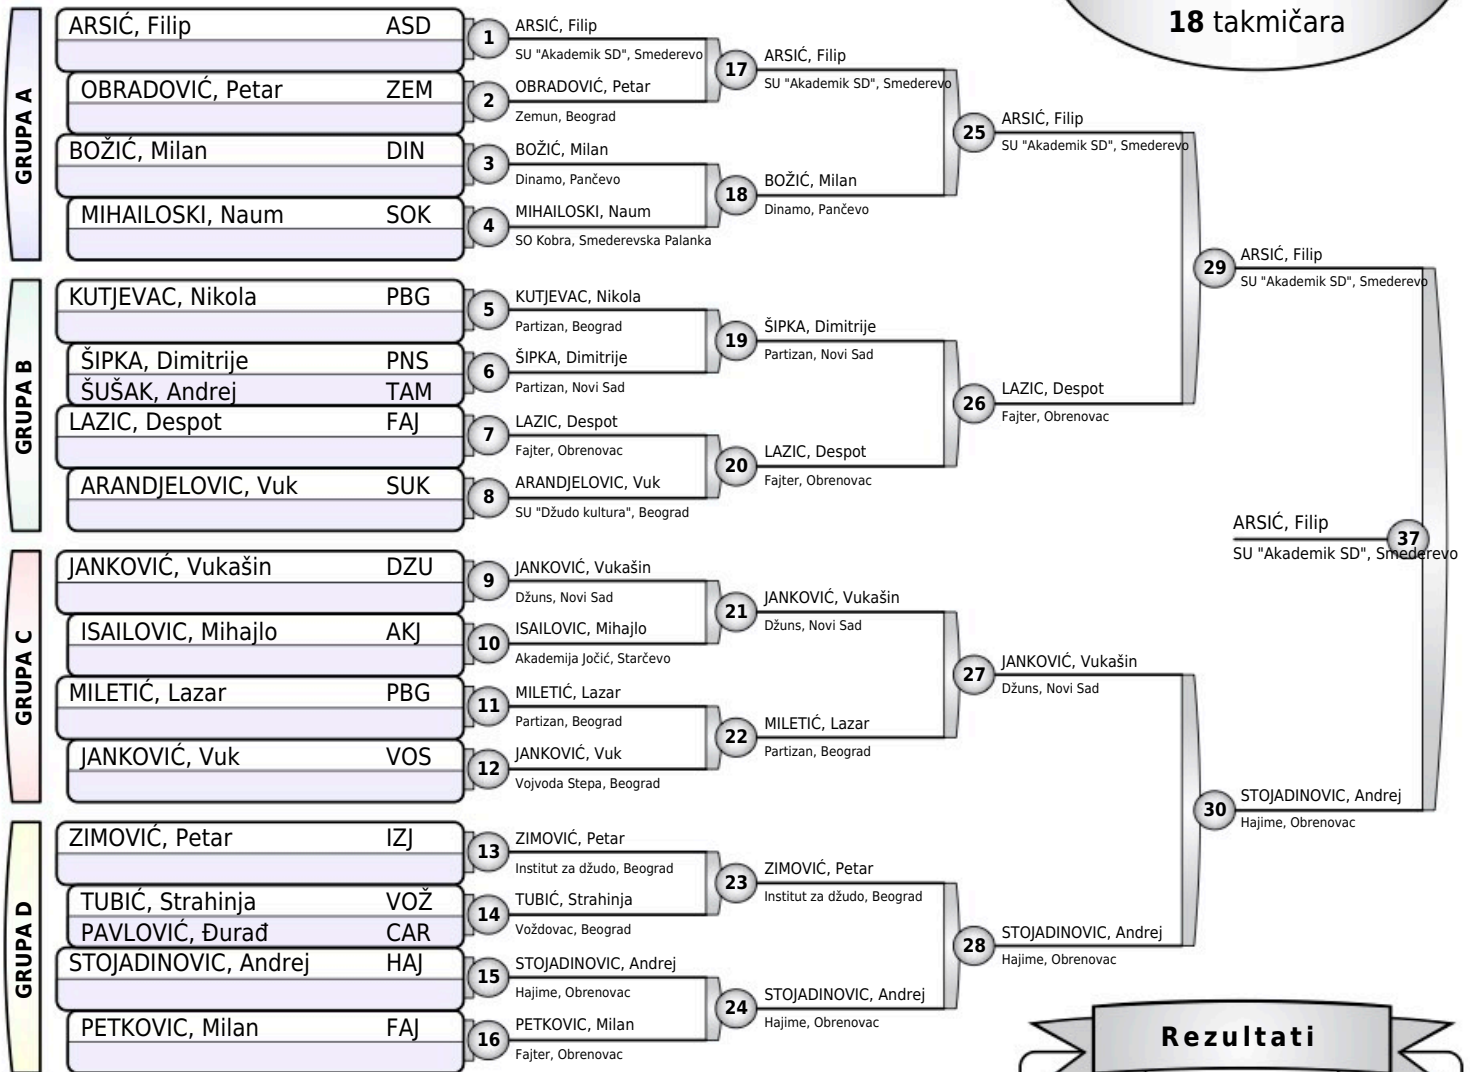 18 takmičara
GRUPA A
ARSIĆ, Filip ASD
OBRADOVIĆ, Petar ZEM
BOŽIĆ, Milan DIN
MIHAILOSKI, Naum SOK
GRUPA B
KUTJEVAC, Nikola PBG
ŠIPKA, Dimitrije PNS
ŠUŠAK, Andrej TAM
LAZIC, Despot FAJ
ARANDJELOVIC, Vuk SUK
GRUPA C
JANKOVIĆ, Vukašin DZU
ISAILOVIC, Mihajlo AKJ
MILETIĆ, Lazar PBG
JANKOVIĆ, Vuk VOS
GRUPA D
ZIMOVIĆ, Petar IZJ
TUBIĆ, Strahinja VOŽ
PAVLOVIĆ, Đurađ CAR
STOJADINOVIC, Andrej HAJ
PETKOVIC, Milan FAJ
1 ARSIĆ, Filip
SU "Akademik SD", Smederevo
2 OBRADOVIĆ, Petar
Zemun, Beograd
3 BOŽIĆ, Milan
Dinamo, Pančevo
4 MIHAILOSKI, Naum
SO Kobra, Smederevska Palanka
5 KUTJEVAC, Nikola
Partizan, Beograd
6 ŠIPKA, Dimitrije
Partizan, Novi Sad
7 LAZIC, Despot
Fajter, Obrenovac
8 ARANDJELOVIC, Vuk
SU "Džudo kultura", Beograd
9 JANKOVIĆ, Vukašin
Džuns, Novi Sad
10 ISAILOVIC, Mihajlo
Akademija Jočić, Starčevo
11 MILETIĆ, Lazar
Partizan, Beograd
12 JANKOVIĆ, Vuk
Vojvoda Stepa, Beograd
13 ZIMOVIĆ, Petar
Institut za džudo, Beograd
14 TUBIĆ, Strahinja
Voždovac, Beograd
15 STOJADINOVIC, Andrej
Hajime, Obrenovac
16 PETKOVIC, Milan
Fajter, Obrenovac
17 ARSIĆ, Filip
SU "Akademik SD", Smederevo
18 BOŽIĆ, Milan
Dinamo, Pančevo
19 ŠIPKA, Dimitrije
Partizan, Novi Sad
20 LAZIC, Despot
Fajter, Obrenovac
21 JANKOVIĆ, Vukašin
Džuns, Novi Sad
22 MILETIĆ, Lazar
Partizan, Beograd
23 ZIMOVIĆ, Petar
Institut za džudo, Beograd
24 STOJADINOVIC, Andrej
Hajime, Obrenovac
25 ARSIĆ, Filip
SU "Akademik SD", Smederevo
26 LAZIC, Despot
Fajter, Obrenovac
27 JANKOVIĆ, Vukašin
Džuns, Novi Sad
28 STOJADINOVIC, Andrej
Hajime, Obrenovac
29 ARSIĆ, Filip
SU "Akademik SD", Smederevo
30 STOJADINOVIC, Andrej
Hajime, Obrenovac
ARSIĆ, Filip 37
SU "Akademik SD", Smederevo
Rezultati